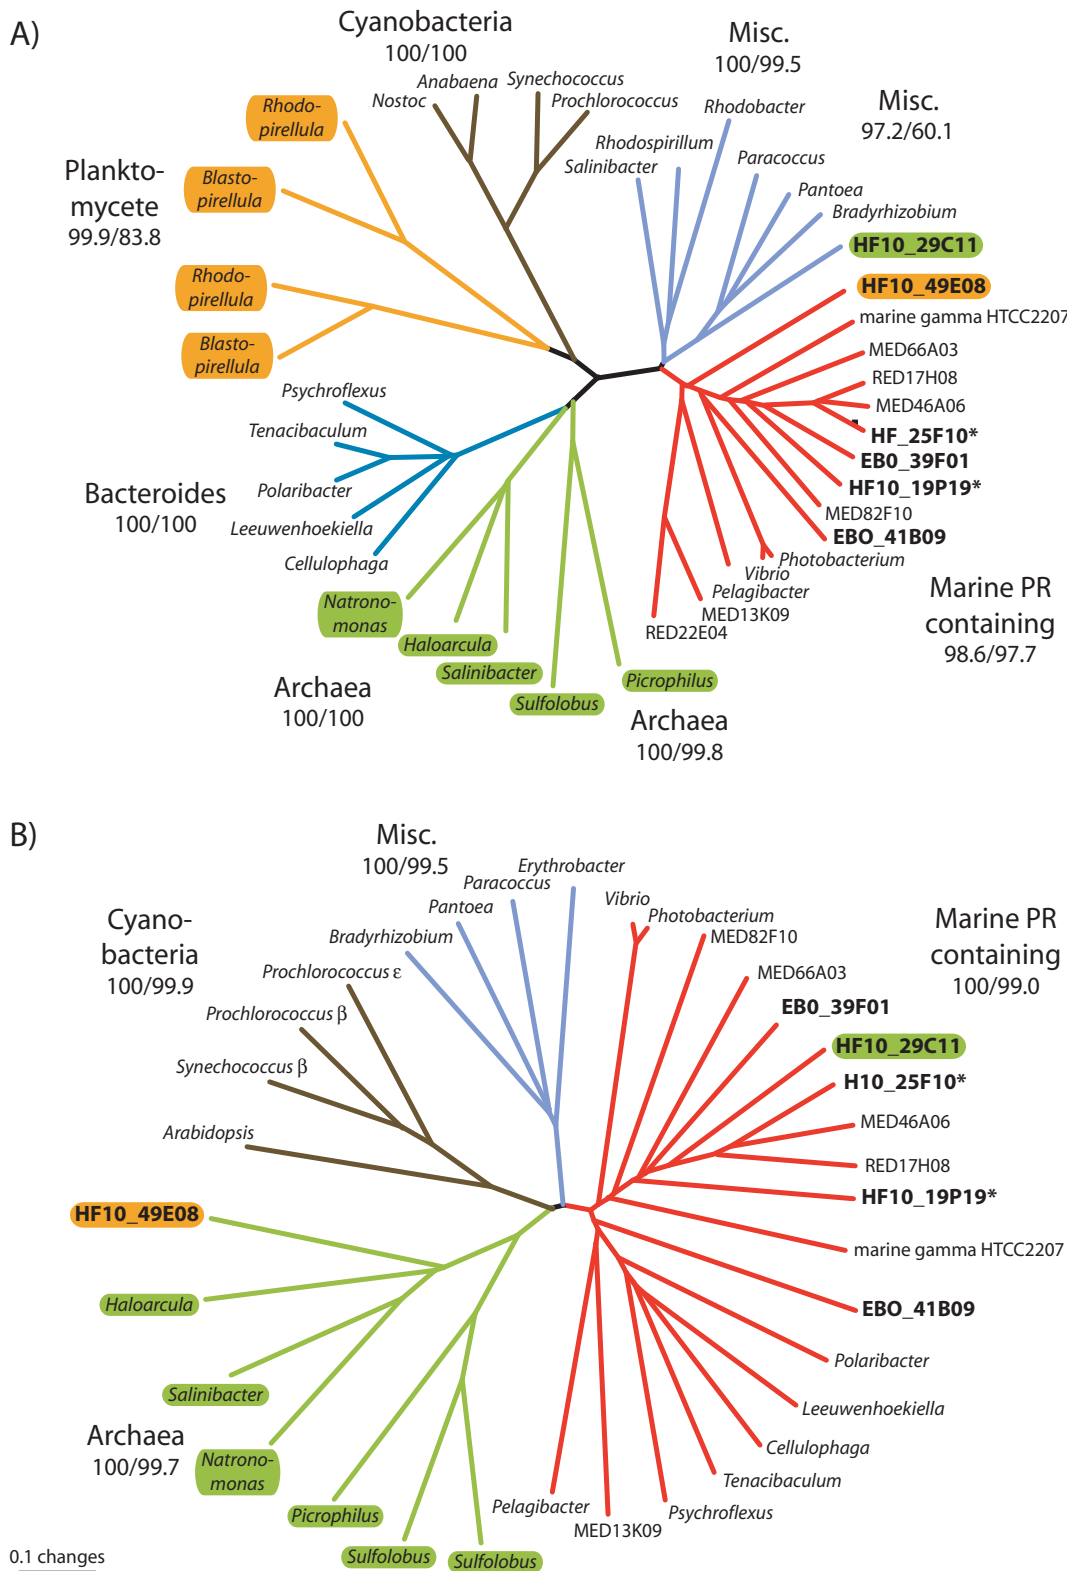 A)
Cyanobacteria
100/100
Anabaena
Nostoc
Synechococcus
Prochlorococcus
Misc.
100/99.5
Rhodobacter
Rhodospirillum
Salinibacter
Misc.
97.2/60.1
Paracoccus
Pantoea
Bradyrhizobium
HF10_29C11
HF10_49E08
marine gamma HTCC2207
MED66A03
RED17H08
MED46A06
HF_25F10*
EB0_39F01
HF10_19P19*
MED82F10
EBO_41B09
Photobacterium
Vibrio
Pelagibacter
MED13K09
RED22E04
Marine PR
containing
98.6/97.7
Rhodo-
pirellula
Blasto-
pirellula
Plankto-
mycete
99.9/83.8
Rhodo-
pirellula
Blasto-
pirellula
Psychroflexus
Tenacibaculum
Polaribacter
Leeuwenhoekiella
Cellulophaga
Bacteroides
100/100
Natrono-
monas
Haloarcula
Salinibacter
Sulfolobus
Picrophilus
Archaea
100/100
Archaea
100/99.8
B)
Misc.
100/99.5
Erythrobacter
Paracoccus
Pantoea
Bradyrhizobium
Cyano-
bacteria
100/99.9
Prochlorococcus ε
Prochlorococcus β
Synechococcus β
Arabidopsis
Vibrio
Photobacterium
MED82F10
MED66A03
EB0_39F01
HF10_29C11
H10_25F10*
MED46A06
RED17H08
HF10_19P19*
marine gamma HTCC2207
EBO_41B09
Polaribacter
Leeuwenhoekiella
Cellulophaga
Tenacibaculum
Psychroflexus
MED13K09
Pelagibacter
Marine PR
containing
100/99.0
HF10_49E08
Haloarcula
Salinibacter
Archaea
100/99.7
Natrono-
monas
Picrophilus
Sulfolobus
Sulfolobus
0.1 changes